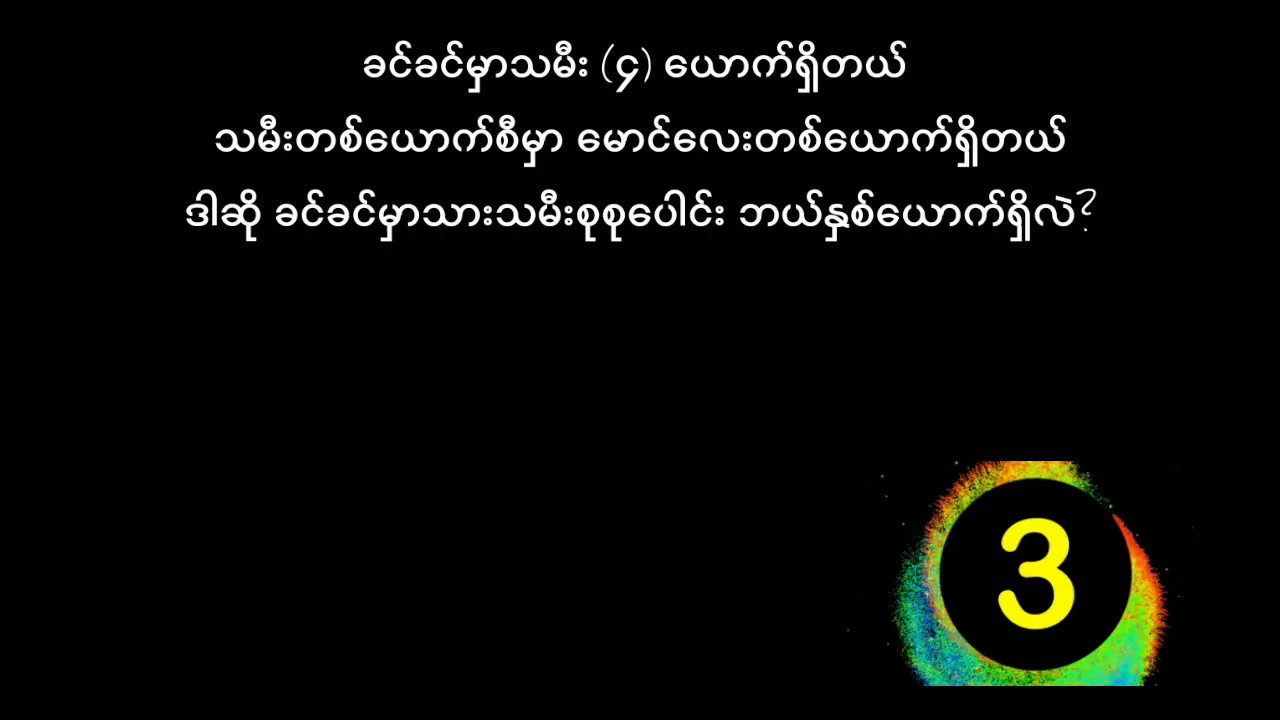 ခင်ခင်မှာသမီး (၄) ယောက်ရှိတယ်
သမီးတစ်ယောက်စီမှာ မောင်လေးတစ်ယောက်ရှိတယ်
ဒါဆို ခင်ခင်မှာသားသမီးစုစုပေါင်း ဘယ်နှစ်ယောက်ရှိလဲ?
3